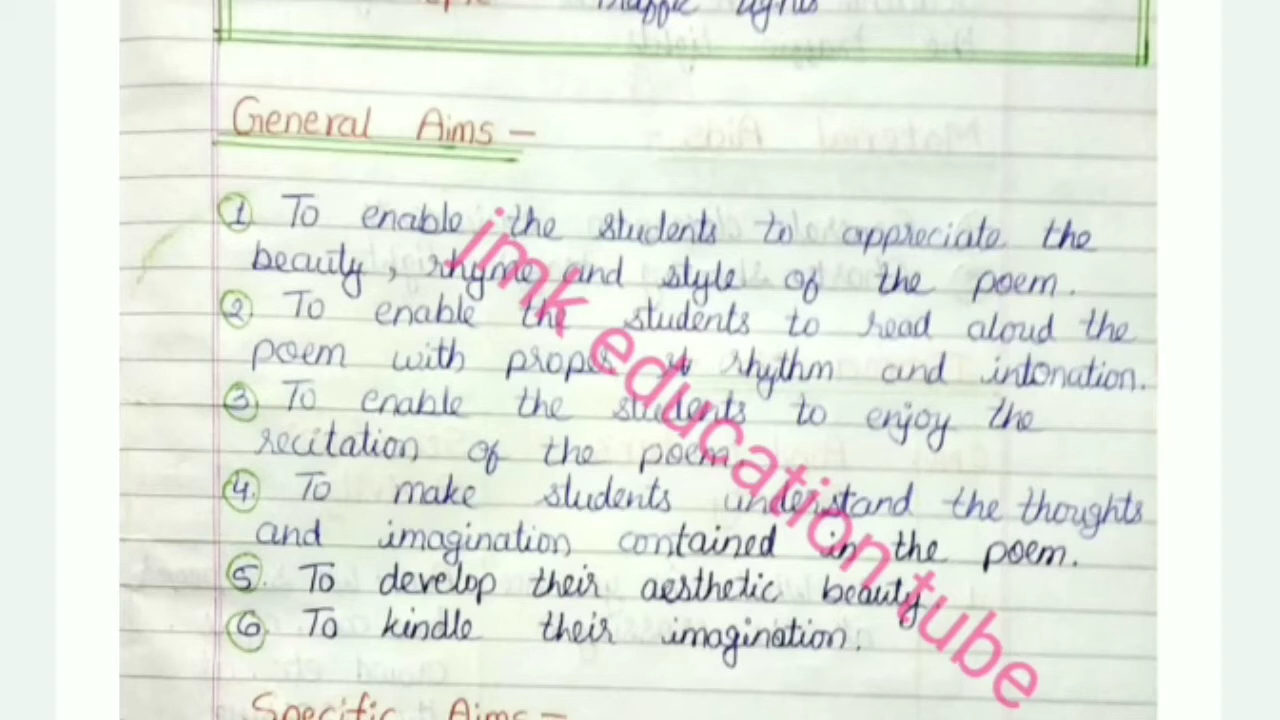 Traffic Lights
General Aims -
1 To enable the students to appreciate the
beauty, rhyme and style of the poem.
2 To enable the students to read aloud the
poem with proper rhythm and intonation.
3 To enable the students to enjoy the
recitation of the poem.
4. To make students understand the thoughts
and imagination contained in the poem.
5. To develop their aesthetic beauty.
6. To kindle their imagination.
Specific Aims -
jmk education tube